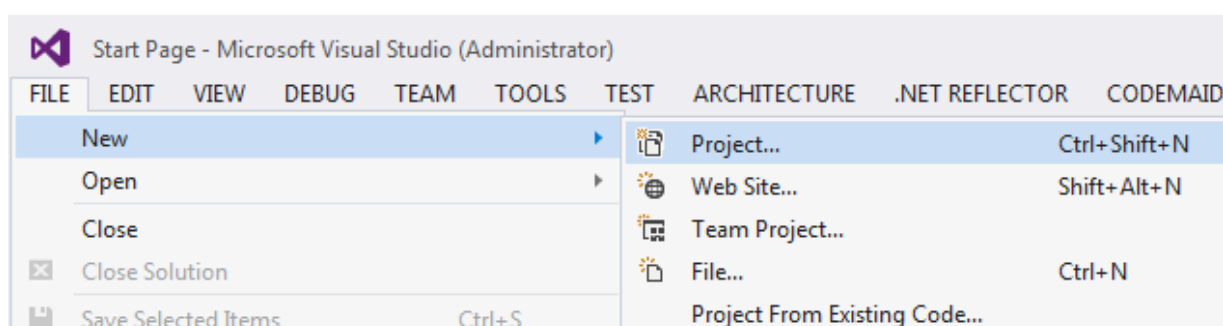 Start Page - Microsoft Visual Studio (Administrator)
FILE EDIT VIEW DEBUG TEAM TOOLS TEST ARCHITECTURE .NET REFLECTOR CODEMAID
New
Project... Ctrl+Shift+N
Open
Web Site... Shift+Alt+N
Close
Team Project...
Close Solution
File... Ctrl+N
Save Selected Items Ctrl+S
Project From Existing Code...